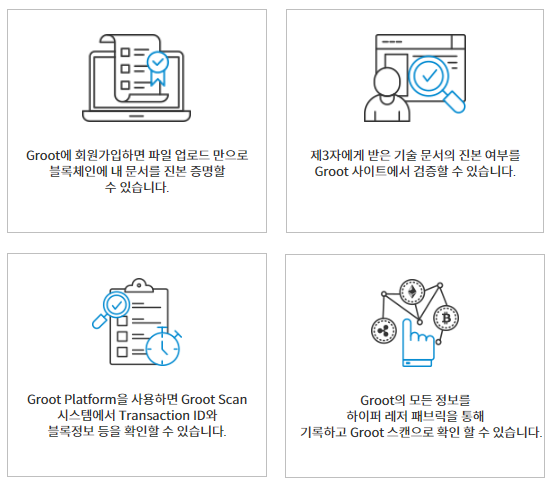 Groot에 회원가입하면 파일 업로드 만으로
블록체인에 내 문서를 진본 증명할
수 있습니다.
제3자에게 받은 기술 문서의 진본 여부를
Groot 사이트에서 검증할 수 있습니다.
Groot Platform을 사용하면 Groot Scan
시스템에서 Transaction ID와
블록정보 등을 확인할 수 있습니다.
Groot의 모든 정보를
하이퍼 레저 패브릭을 통해
기록하고 Groot 스캔으로 확인 할 수 있습니다.